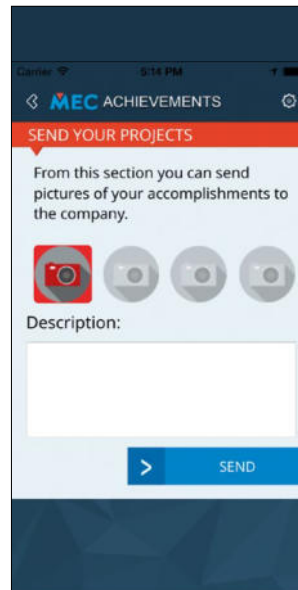 Carrier 5:14 PM
MEC ACHIEVEMENTS
SEND YOUR PROJECTS
From this section you can send
pictures of your accomplishments to
the company.
Description:
> SEND